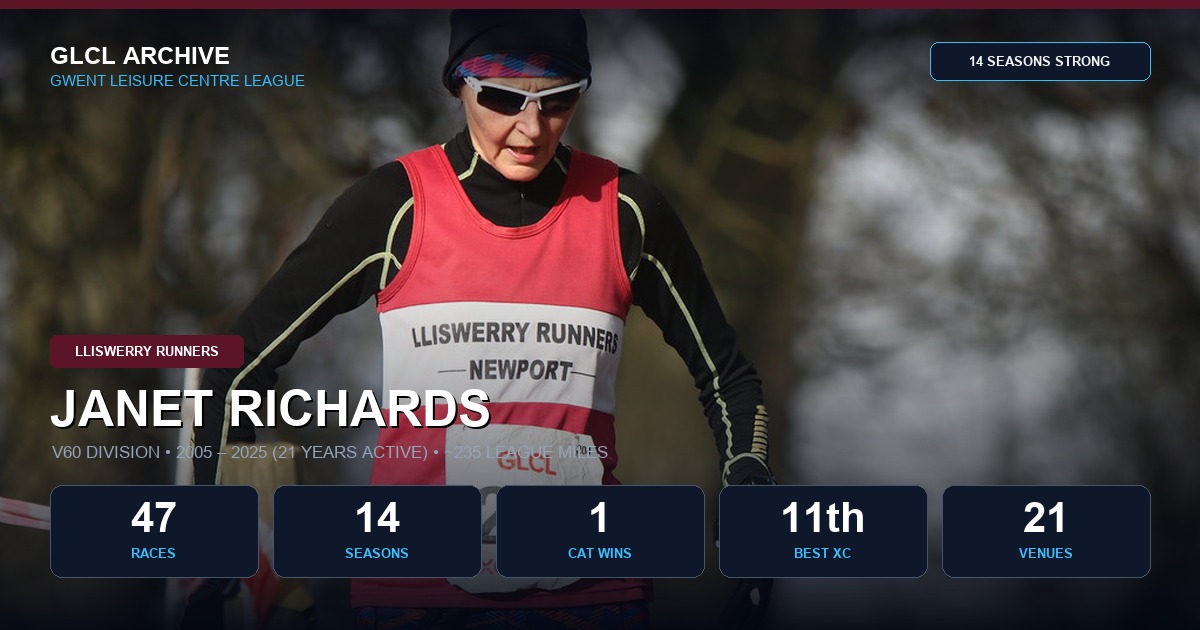 GLCL ARCHIVE
GWENT LEISURE CENTRE LEAGUE
14 SEASONS STRONG
LLISWERRY RUNNERS
NEWPORT
LLISWERRY RUNNERS
JANET RICHARDS
V60 DIVISION • 2005 – 2025 (21 YEARS ACTIVE) • ~235 LEAGUE MILES
GLCL
47
RACES
14
SEASONS
1
CAT WINS
11th
BEST XC
21
VENUES